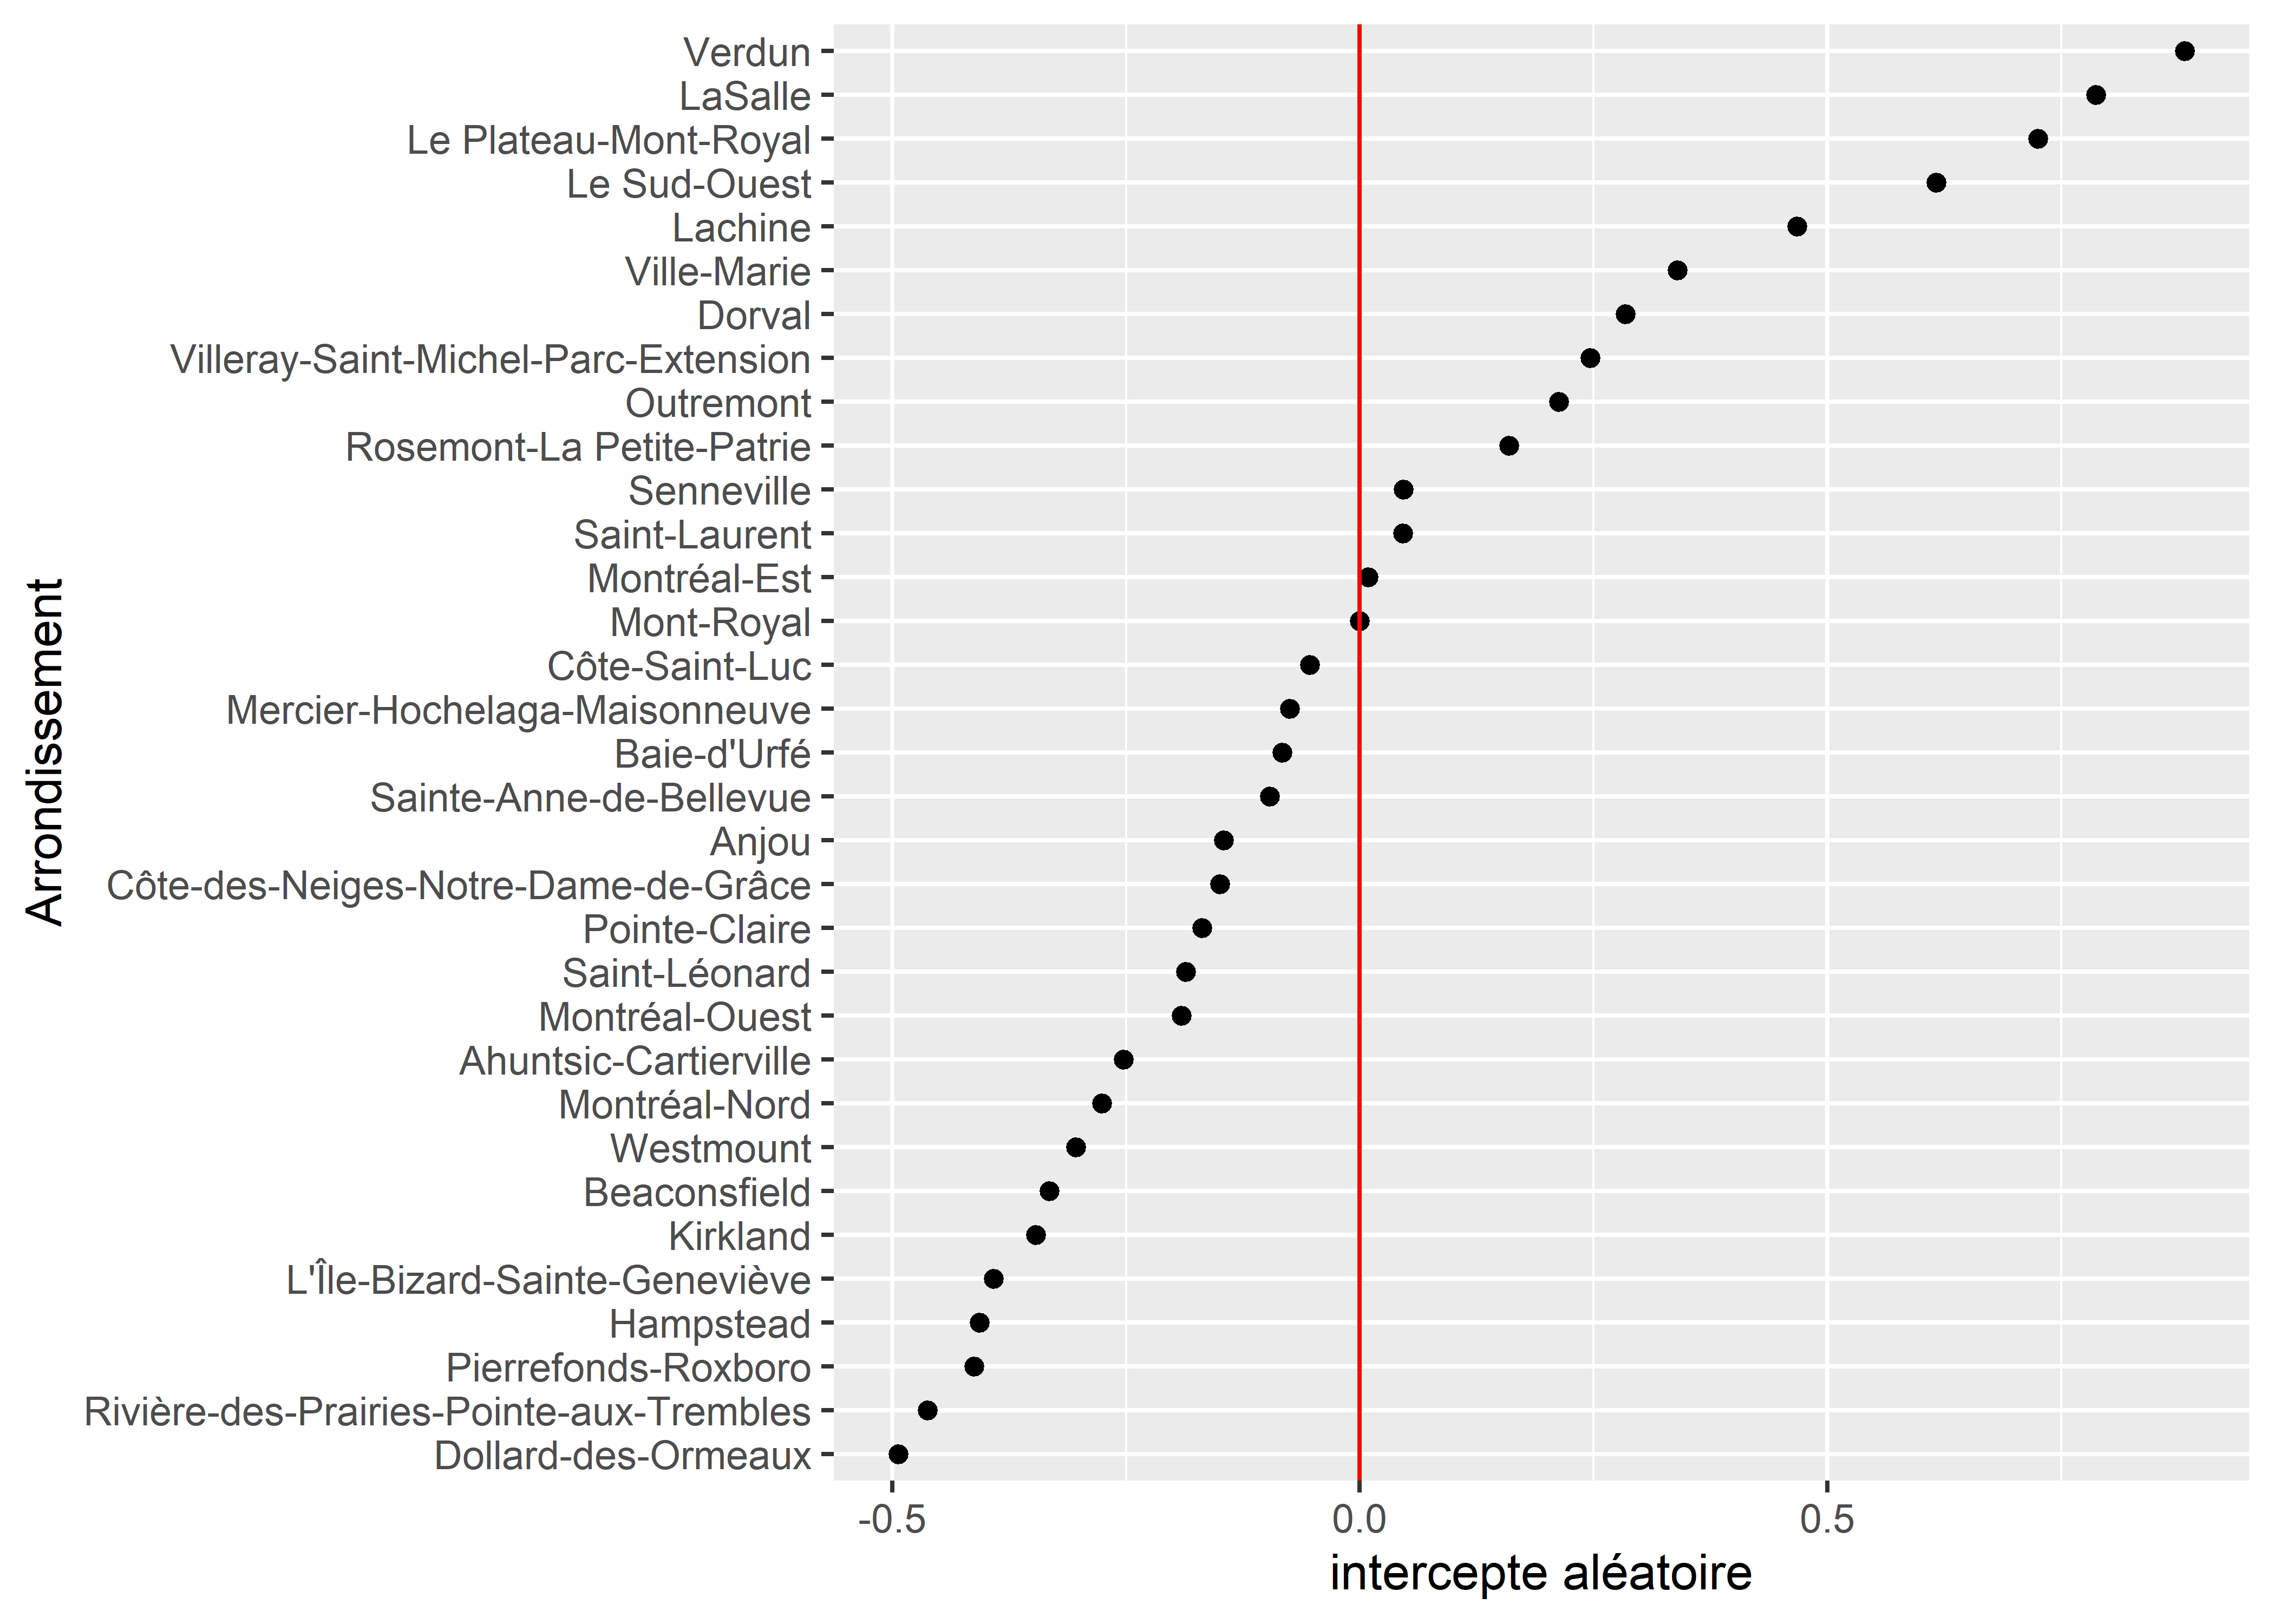 Verdun
LaSalle
Le Plateau-Mont-Royal
Le Sud-Ouest
Lachine
Ville-Marie
Dorval
Villeray-Saint-Michel-Parc-Extension
Outremont
Rosemont-La Petite-Patrie
Senneville
Saint-Laurent
Montréal-Est
Mont-Royal
Côte-Saint-Luc
Mercier-Hochelaga-Maisonneuve
Baie-d'Urfé
Sainte-Anne-de-Bellevue
Anjou
Côte-des-Neiges-Notre-Dame-de-Grâce
Pointe-Claire
Saint-Léonard
Montréal-Ouest
Ahuntsic-Cartierville
Montréal-Nord
Westmount
Beaconsfield
Kirkland
L'Île-Bizard-Sainte-Geneviève
Hampstead
Pierrefonds-Roxboro
Rivière-des-Prairies-Pointe-aux-Trembles
Dollard-des-Ormeaux
Arrondissement
-0.5 0.0 0.5
intercepte aléatoire